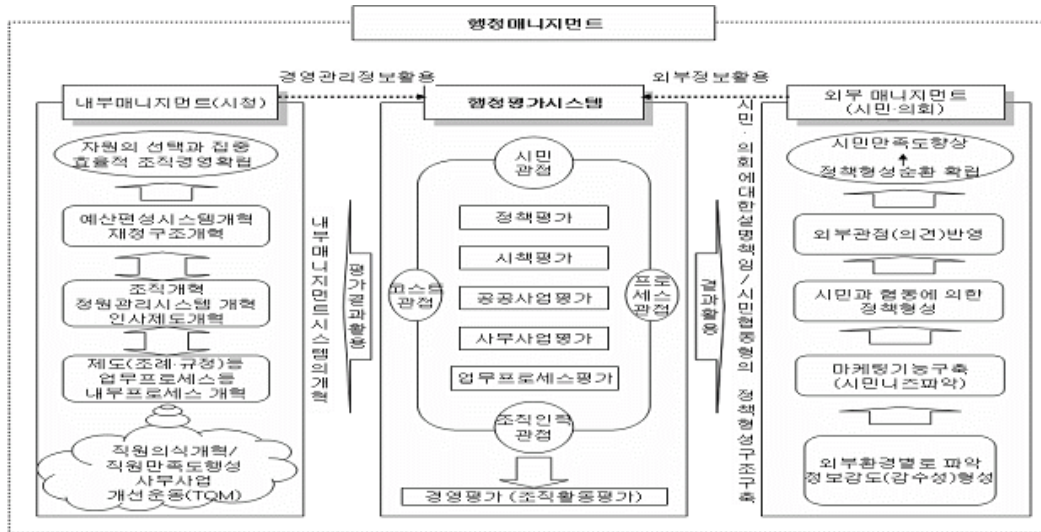 행정매니지먼트
경영관리정보활용
외부정보활용
내부매니지먼트(시청)
자원의 선택과 집중
효율적 조직경영확립
예산편성시스템개혁
재정구조개혁
조직개혁
정원관리시스템 개혁
인사제도개혁
제도(조례·규정)등
업무프로세스등
내부프로세스 개혁
직원의식개혁/
직원만족도행성
사무사업
개선운동(TQM)
내부매니지먼트시스템의개혁
평가결과활용
행정평가시스템
시민
관점
정책평가
시책평가
코스트
관점
프로
세스
관점
공공사업평가
사무사업평가
업무프로세스평가
조직인력
관점
경영평가 (조직활동평가)
결과활용
시민·의회에대한설명책임/시민협동형의 정책형성구조구축
외무 매니지먼트
(시민·의회)
시민만족도향상
정책형성순환 확립
외부관점(의견)반영
시민과 협동에 의한
정책형성
마케팅기능구축
(시민니즈파악)
외부환경별로 파악
정보감도(감수성)형성